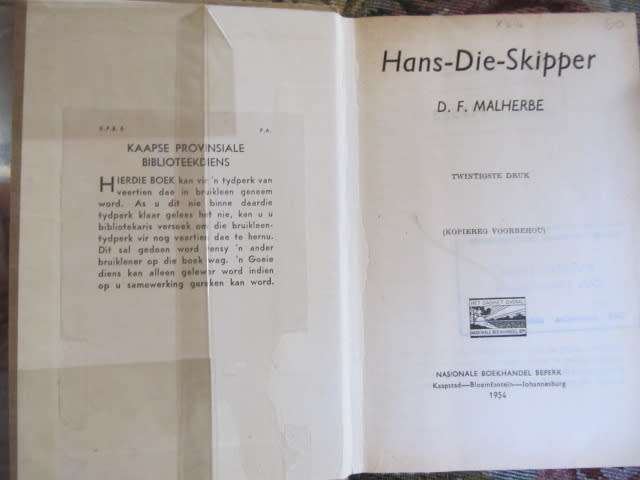 K.P.B. 5 P.A.
KAAPSE PROVINSIALE
BIBLIOTEEKDIENS
HIERDIE BOEK kan vir 'n tydperk van
veertien dae in bruikleen geneem
word. As u dit nie binne daardie
tydperk klaar gelees het nie, kan u u
bibliotekaris versoek om die bruikleen-
tydperk vir nog veertien dae te hernu.
Dit sal gedoen word tensy 'n ander
bruiklener op die boek wag. 'n Goeie
diens kan alleen gelewer word indien
op u samewerking gereken kan word.
Hans-Die-Skipper
D. F. MALHERBE
TWINTIGSTE DRUK
(KOPIEREG VOORBEHOU)
HET GADINET OVERAL
NASIONALE BOEKHANDEL BEPERK
Kaapstad—Bloemfontein—Johannesburg
1954